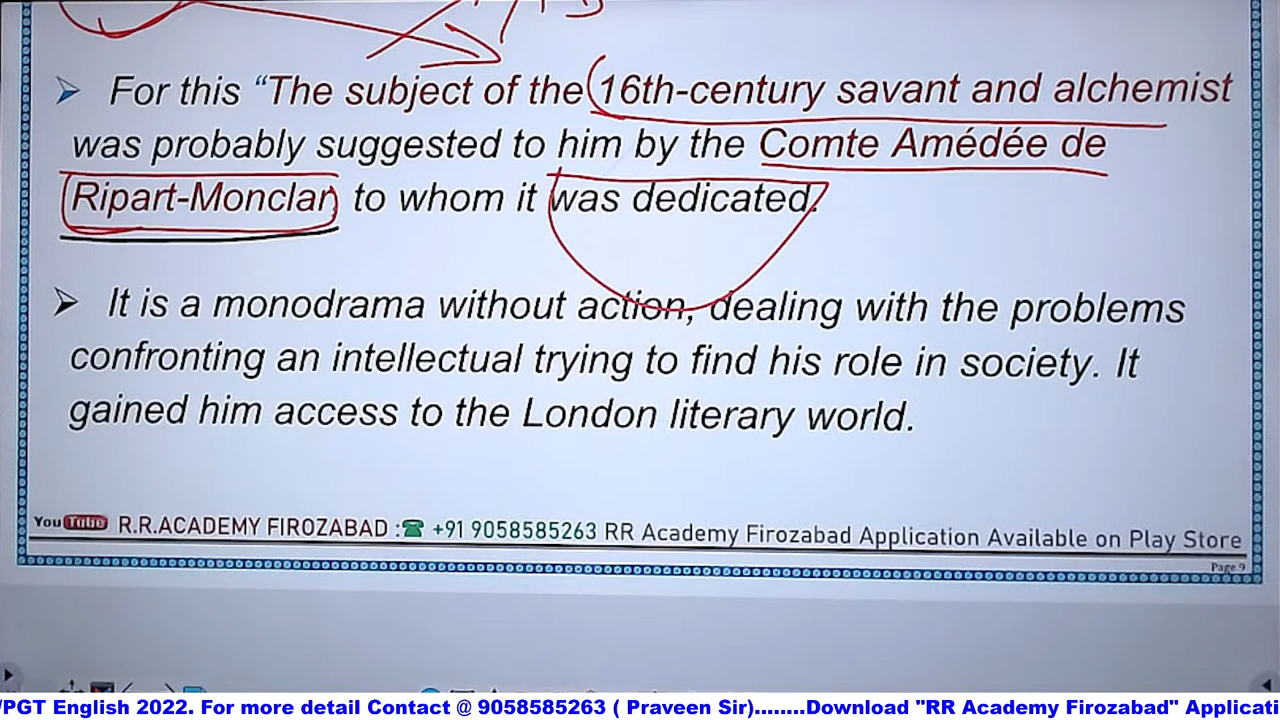 ➢ For this “The subject of the 16th-century savant and alchemist
was probably suggested to him by the Comte Amédée de
Ripart-Monclar, to whom it was dedicated.
➢ It is a monodrama without action, dealing with the problems
confronting an intellectual trying to find his role in society. It
gained him access to the London literary world.
You Tube R.R.ACADEMY FIROZABAD :☎ +91 9058585263 RR Academy Firozabad Application Available on Play Store
Page 9
/PGT English 2022. For more detail Contact @ 9058585263 ( Praveen Sir)........Download "RR Academy Firozabad" Applicati